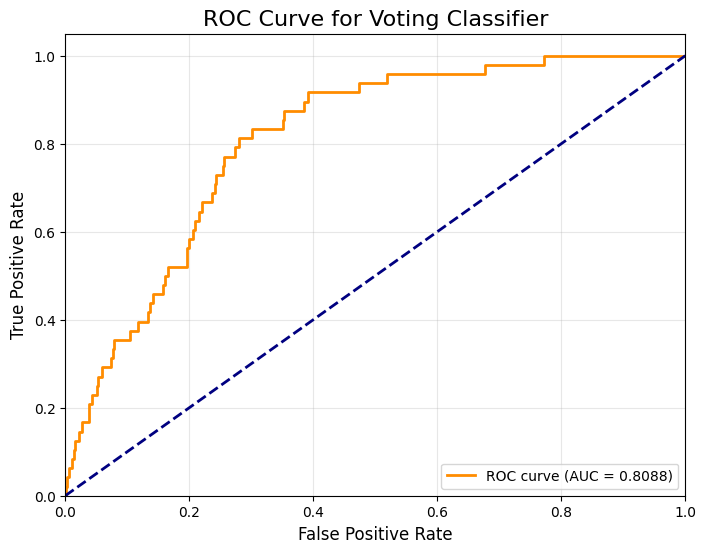 ROC Curve for Voting Classifier
True Positive Rate
1.0
0.8
0.6
0.4
0.2
0.0
ROC curve (AUC = 0.8088)
0.0 0.2 0.4 0.6 0.8 1.0
False Positive Rate